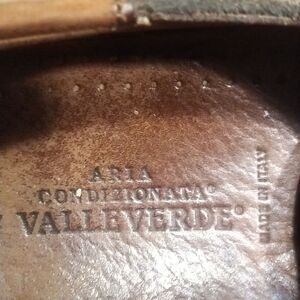 ARIA
CONDIZIONATA®
VALLEVERDE®
MADE IN ITALY